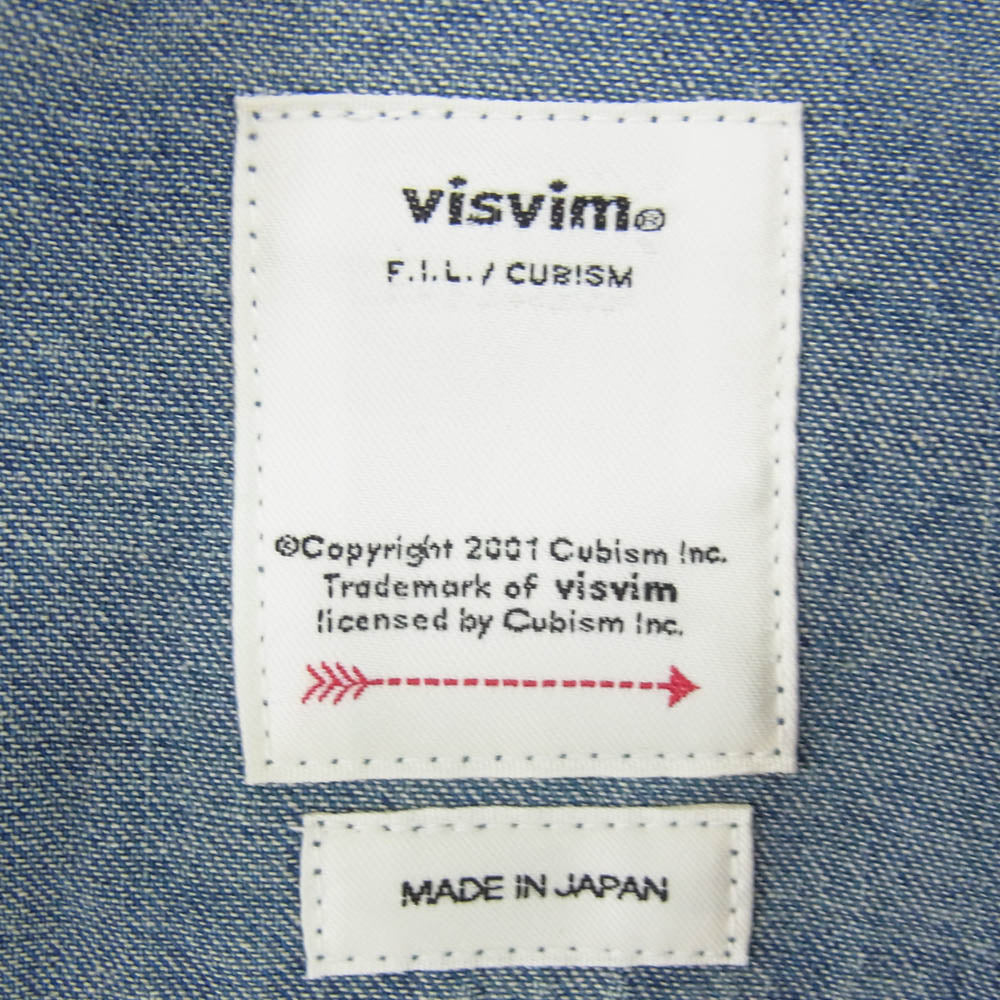 visvim®
F.I.L. / CUBISM
©Copyright 2001 Cubism Inc.
Trademark of visvim
licensed by Cubism Inc.
MADE IN JAPAN